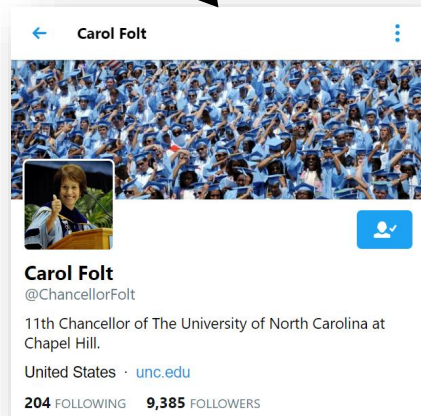 Carol Folt
Carol Folt
@ChancellorFolt
11th Chancellor of The University of North Carolina at
Chapel Hill.
United States · unc.edu
204 FOLLOWING 9,385 FOLLOWERS